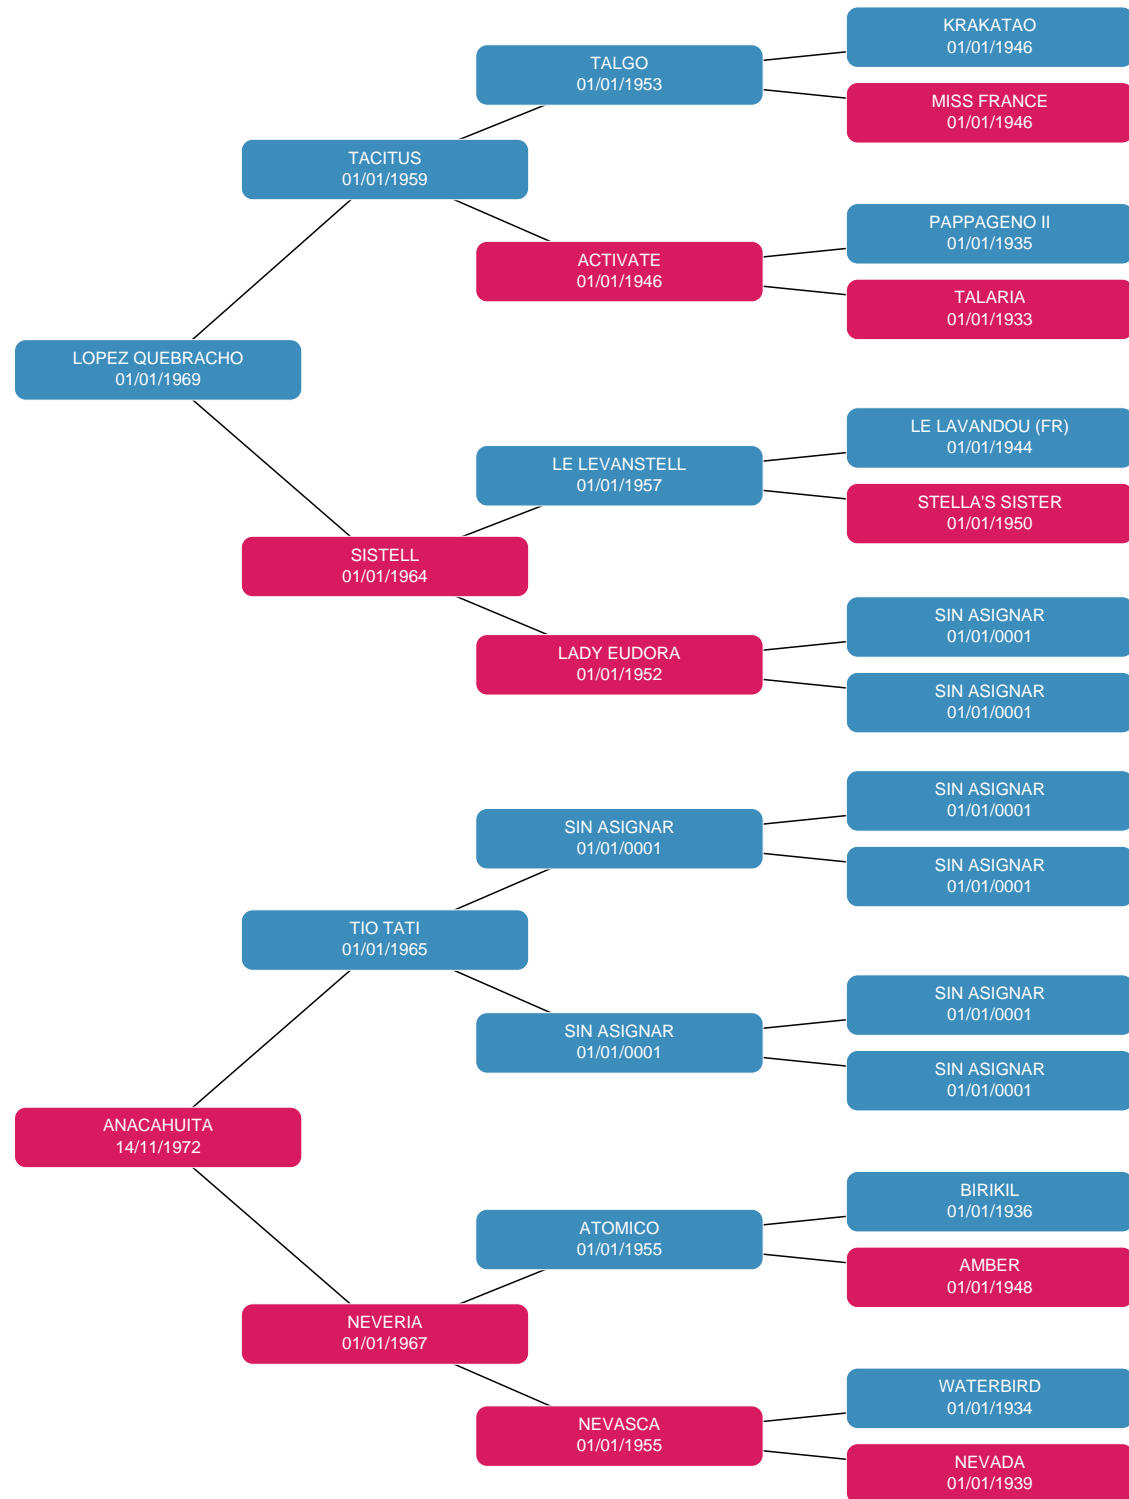 KRAKATAO
01/01/1946
TALGO
01/01/1953
MISS FRANCE
01/01/1946
TACITUS
01/01/1959
PAPPAGENO II
01/01/1935
ACTIVATE
01/01/1946
TALARIA
01/01/1933
LOPEZ QUEBRACHO
01/01/1969
LE LAVANDOU (FR)
01/01/1944
LE LEVANSTELL
01/01/1957
STELLA'S SISTER
01/01/1950
SISTELL
01/01/1964
SIN ASIGNAR
01/01/0001
LADY EUDORA
01/01/1952
SIN ASIGNAR
01/01/0001
SIN ASIGNAR
01/01/0001
SIN ASIGNAR
01/01/0001
SIN ASIGNAR
01/01/0001
TIO TATI
01/01/1965
SIN ASIGNAR
01/01/0001
SIN ASIGNAR
01/01/0001
SIN ASIGNAR
01/01/0001
ANACAHUITA
14/11/1972
BIRIKIL
01/01/1936
ATOMICO
01/01/1955
AMBER
01/01/1948
NEVERIA
01/01/1967
WATERBIRD
01/01/1934
NEVASCA
01/01/1955
NEVADA
01/01/1939